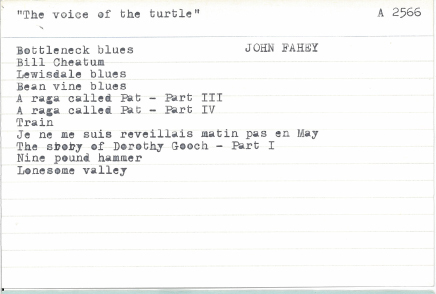 "The voice of the turtle" A 2566
Bottleneck blues JOHN FAHEY
Bill Cheatum
Lewisdale blues
Bean vine blues
A raga called Pat - Part III
A raga called Pat - Part IV
Train
Je ne me suis reveillais matin pas en May
The stoby of Dorothy Gooch - Part I
Nine pound hammer
Lonesome valley